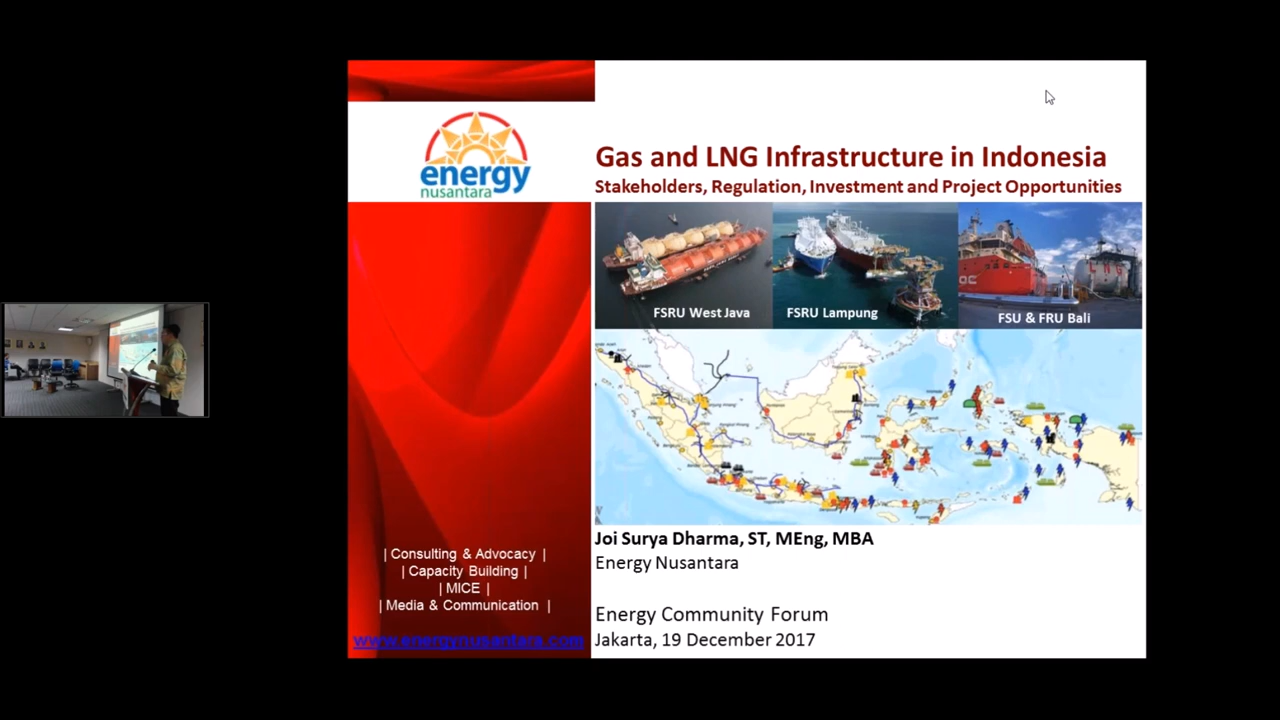 energy
nusantara
Gas and LNG Infrastructure in Indonesia
Stakeholders, Regulation, Investment and Project Opportunities
FSRU West Java
FSRU Lampung
FSU & FRU Bali
LNG
Joi Surya Dharma, ST, MEng, MBA
Energy Nusantara
Energy Community Forum
Jakarta, 19 December 2017
| Consulting & Advocacy |
| Capacity Building |
| MICE |
| Media & Communication |
www.energynusantara.com